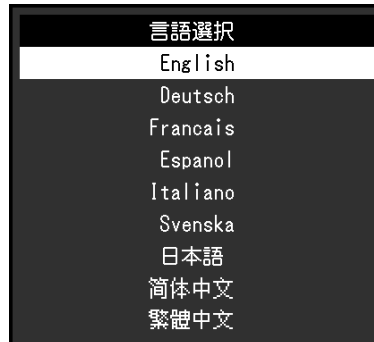 言語選択
English
Deutsch
Francais
Espanol
Italiano
Svenska
日本語
简体中文
繁體中文